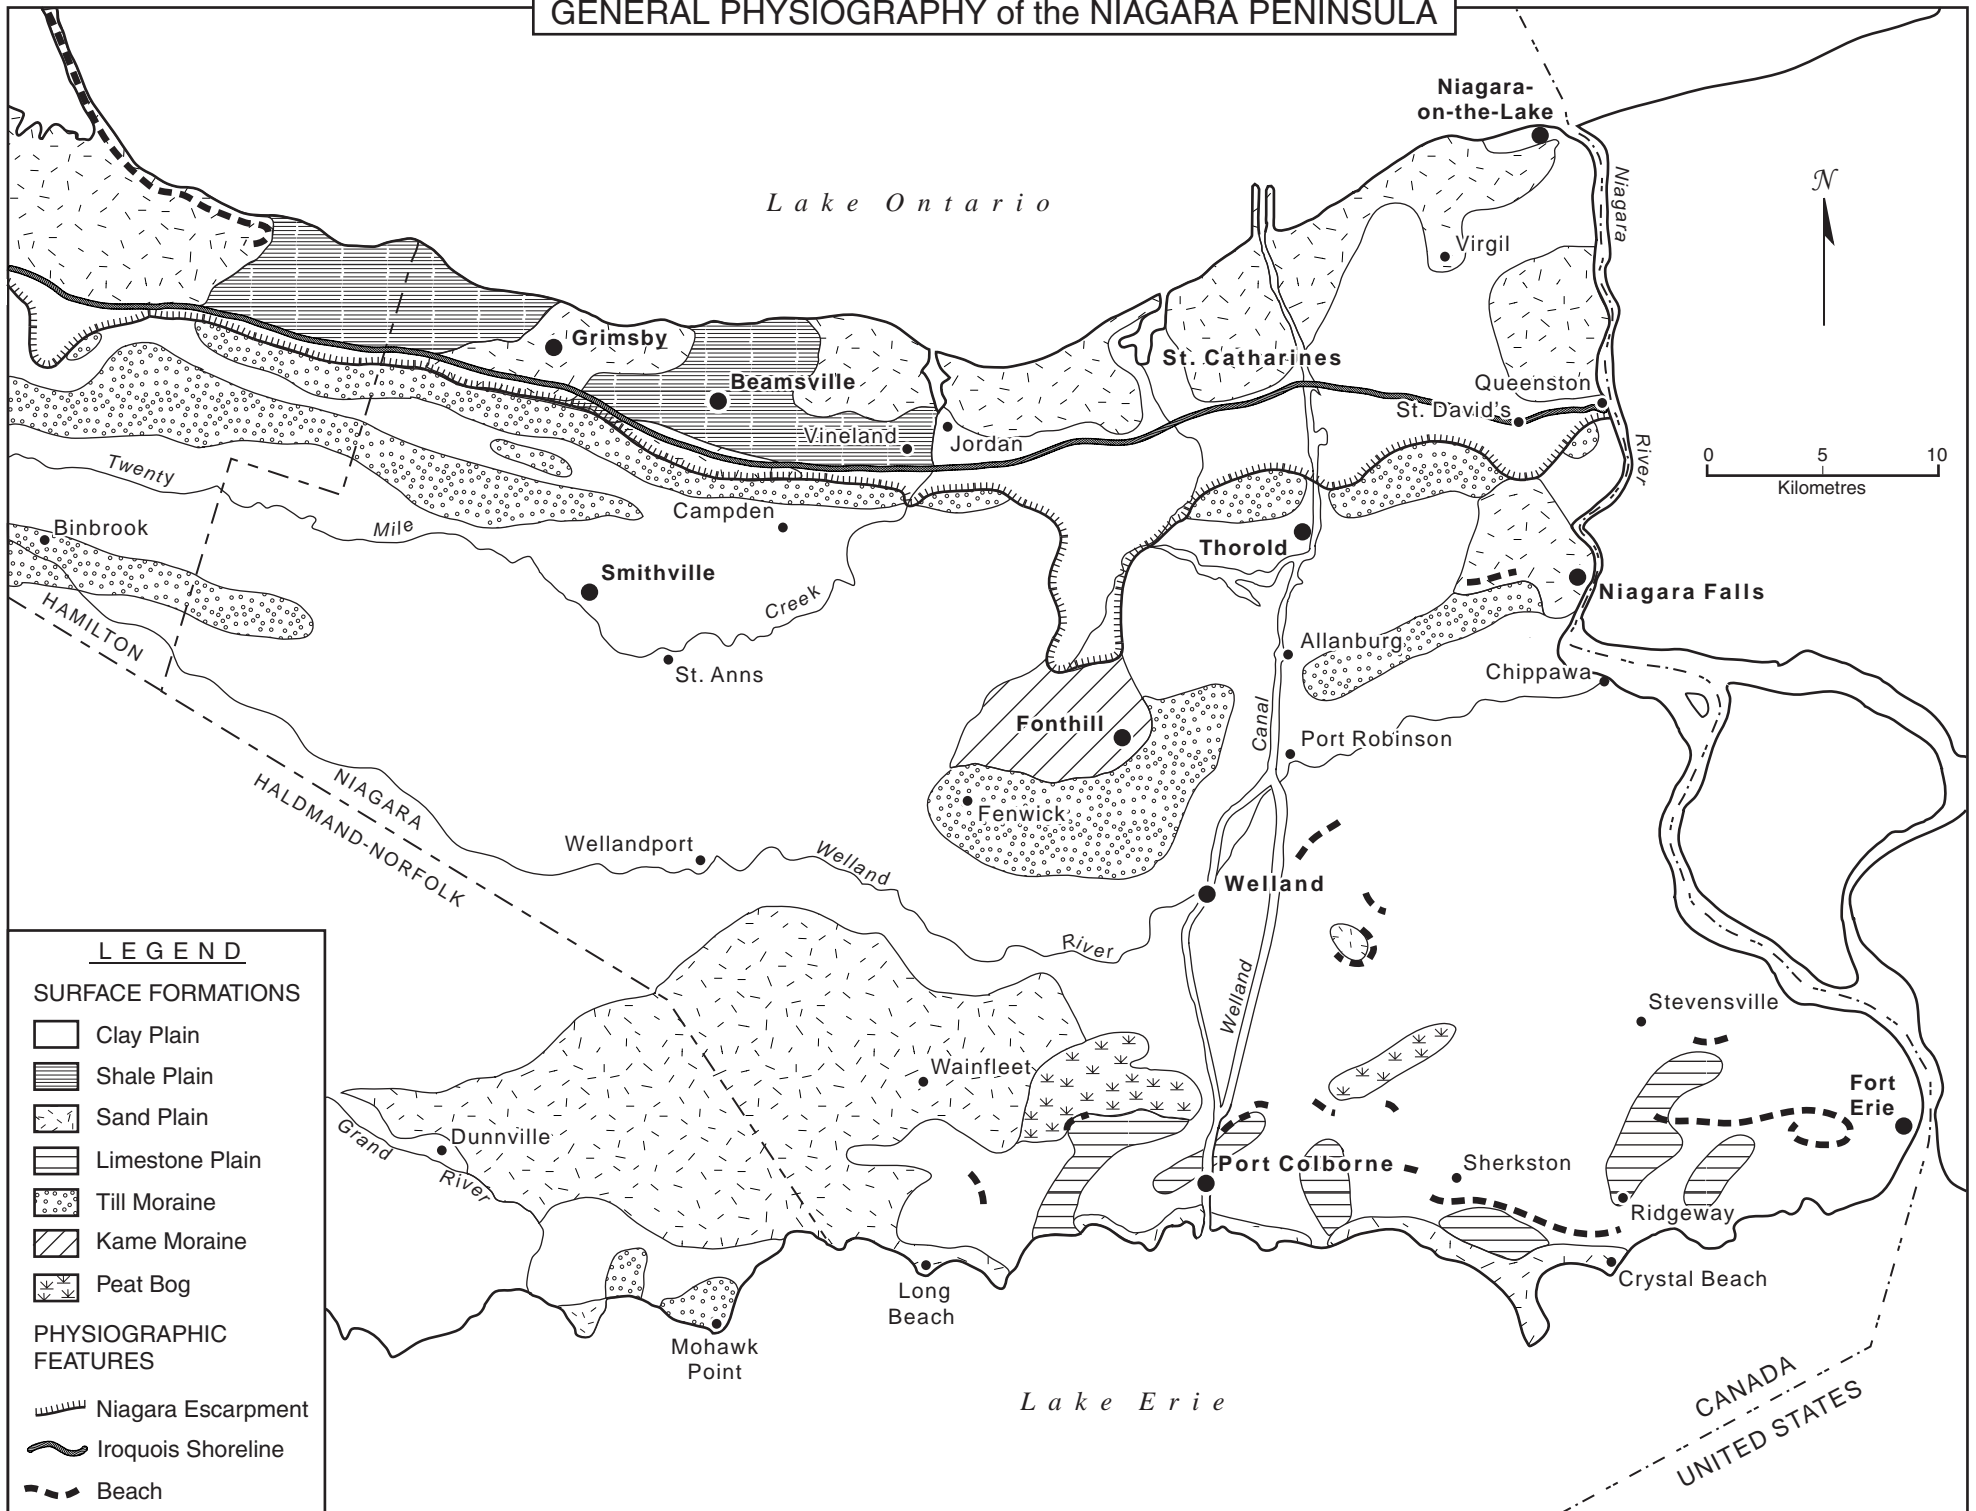 GENERAL PHYSIOGRAPHY of the NIAGARA PENINSULA
Niagara-
on-the-Lake
Lake Ontario
N
Niagara
Virgil
Grimsby
St. Catharines
Beamsville
Queenston
St. David's
Vineland
Jordan
River
0 5 10
Kilometres
Twenty
Campden
Binbrook
Mile
Thorold
Smithville
Niagara Falls
Creek
HAMILTON
Allanburg
St. Anns
Chippawa
Fonthill
Canal
Port Robinson
NIAGARA
HALDMAND-NORFOLK
Fenwick
Wellandport
Welland
Welland
River
Welland
Stevensville
Wainfleet
Fort
Erie
Grand
River
Dunnville
Port Colborne
Sherkston
Ridgeway
Crystal Beach
Long
Beach
Mohawk
Point
Lake Erie
CANADA
UNITED STATES
LEGEND
SURFACE FORMATIONS
Clay Plain
Shale Plain
Sand Plain
Limestone Plain
Till Moraine
Kame Moraine
Peat Bog
PHYSIOGRAPHIC
FEATURES
Niagara Escarpment
Iroquois Shoreline
Beach